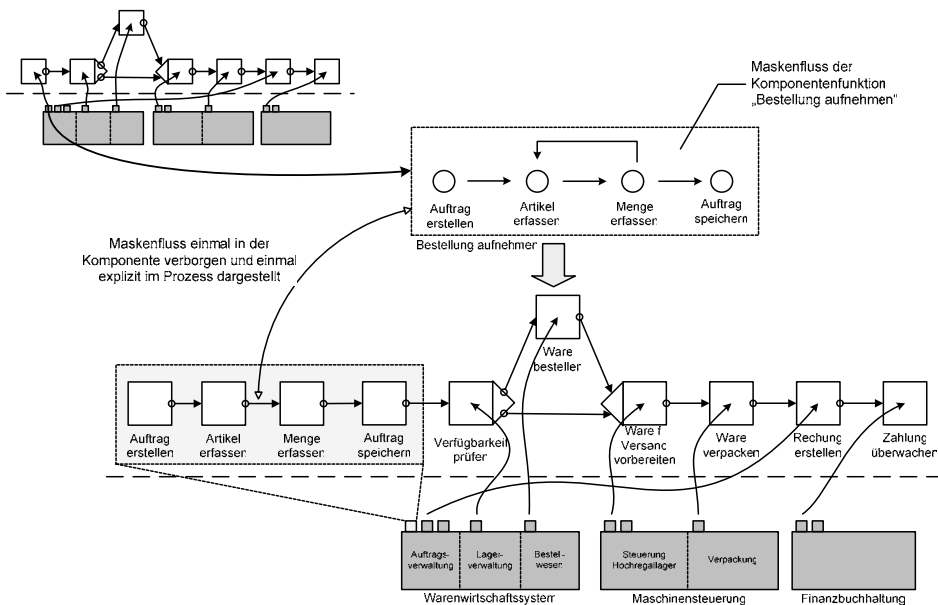 Maskenfluss der
Komponentenfunktion
„Bestellung aufnehmen“
Auftrag
erstellen
Artikel
erfassen
Menge
erfassen
Auftrag
speichern
Bestellung aufnehmen
Maskenfluss einmal in der
Komponente verborgen und einmal
explizit im Prozess dargestellt
Ware
besteller
Auftrag
erstellen
Artikel
erfassen
Menge
erfassen
Auftrag
speichern
Verfügbarkeit
prüfen
Ware f
Versand
vorbereiten
Ware
verpacken
Rechung
erstellen
Zahlung
überwachen
Auftrags-
verwaltung
Lager-
verwaltung
Bestell-
wesen
Steuerung
Hochregallager
Verpackung
Warenwirtschaftssystem
Maschinensteuerung
Finanzbuchhaltung